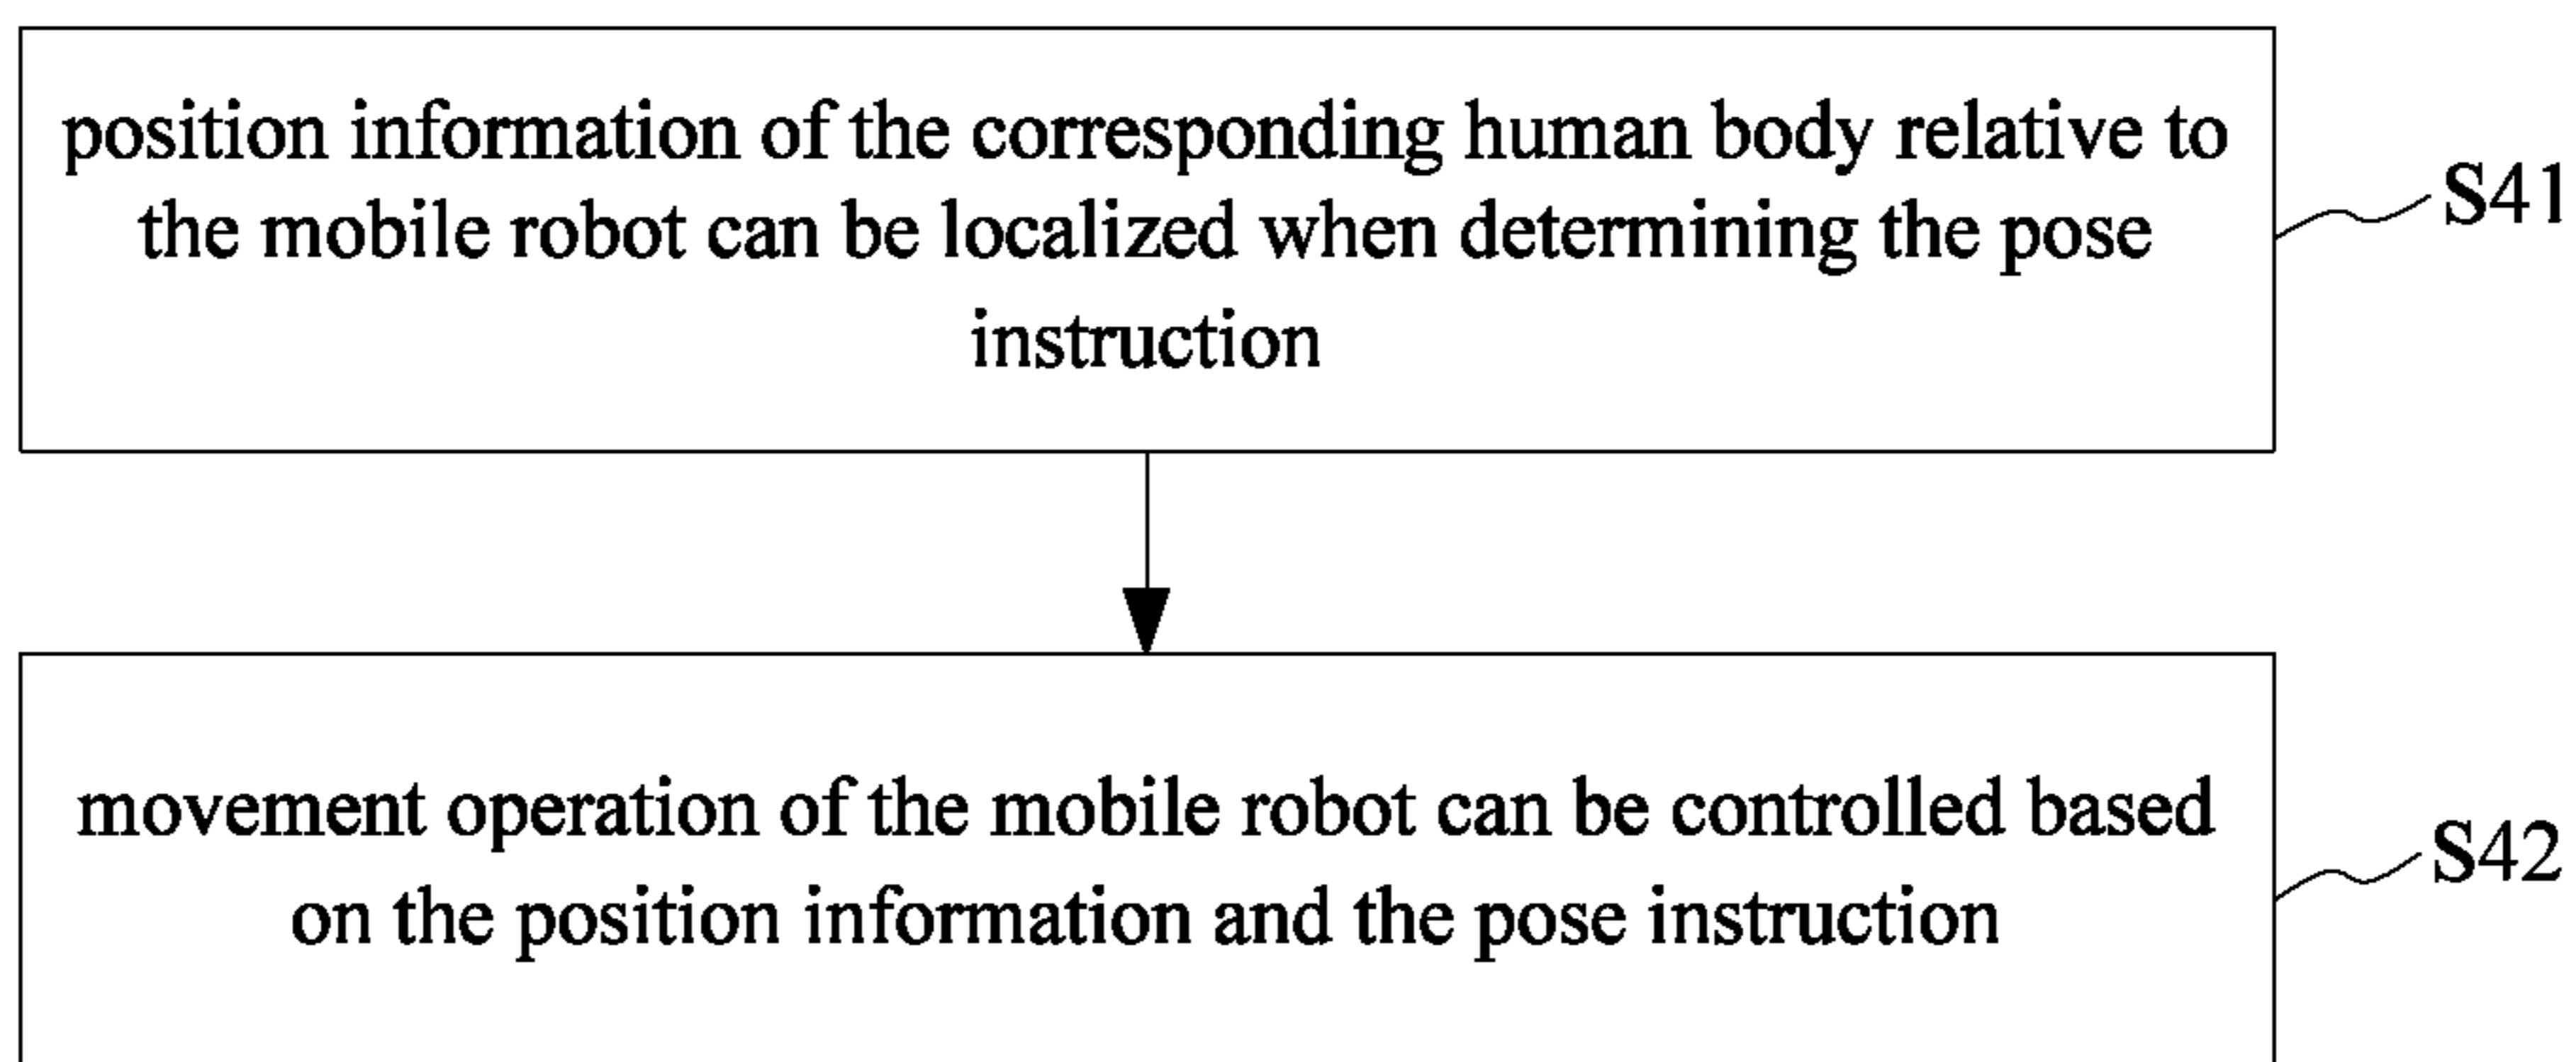 position information of the corresponding human body relative to
the mobile robot can be localized when determining the pose
instruction
S41
movement operation of the mobile robot can be controlled based
on the position information and the pose instruction
S42